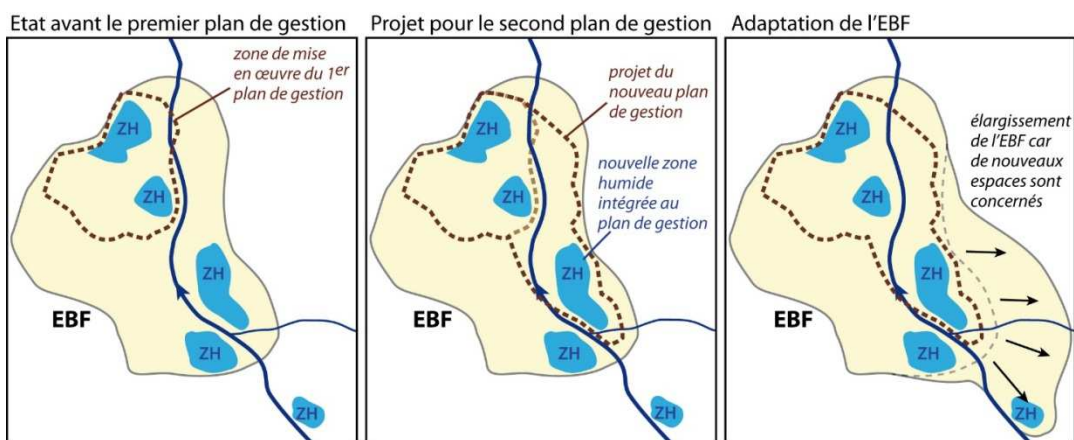 Etat avant le premier plan de gestion
zone de mise
en œuvre du 1er
plan de gestion
ZH
ZH
ZH
EBF
ZH
ZH
Projet pour le second plan de gestion
projet du
nouveau plan
de gestion
ZH
nouvelle zone
humide
intégrée au
plan de gestion
ZH
ZH
EBF
ZH
ZH
Adaptation de l'EBF
élargissement
de l'EBF car
de nouveaux
espaces sont
concernés
ZH
ZH
ZH
EBF
ZH
ZH